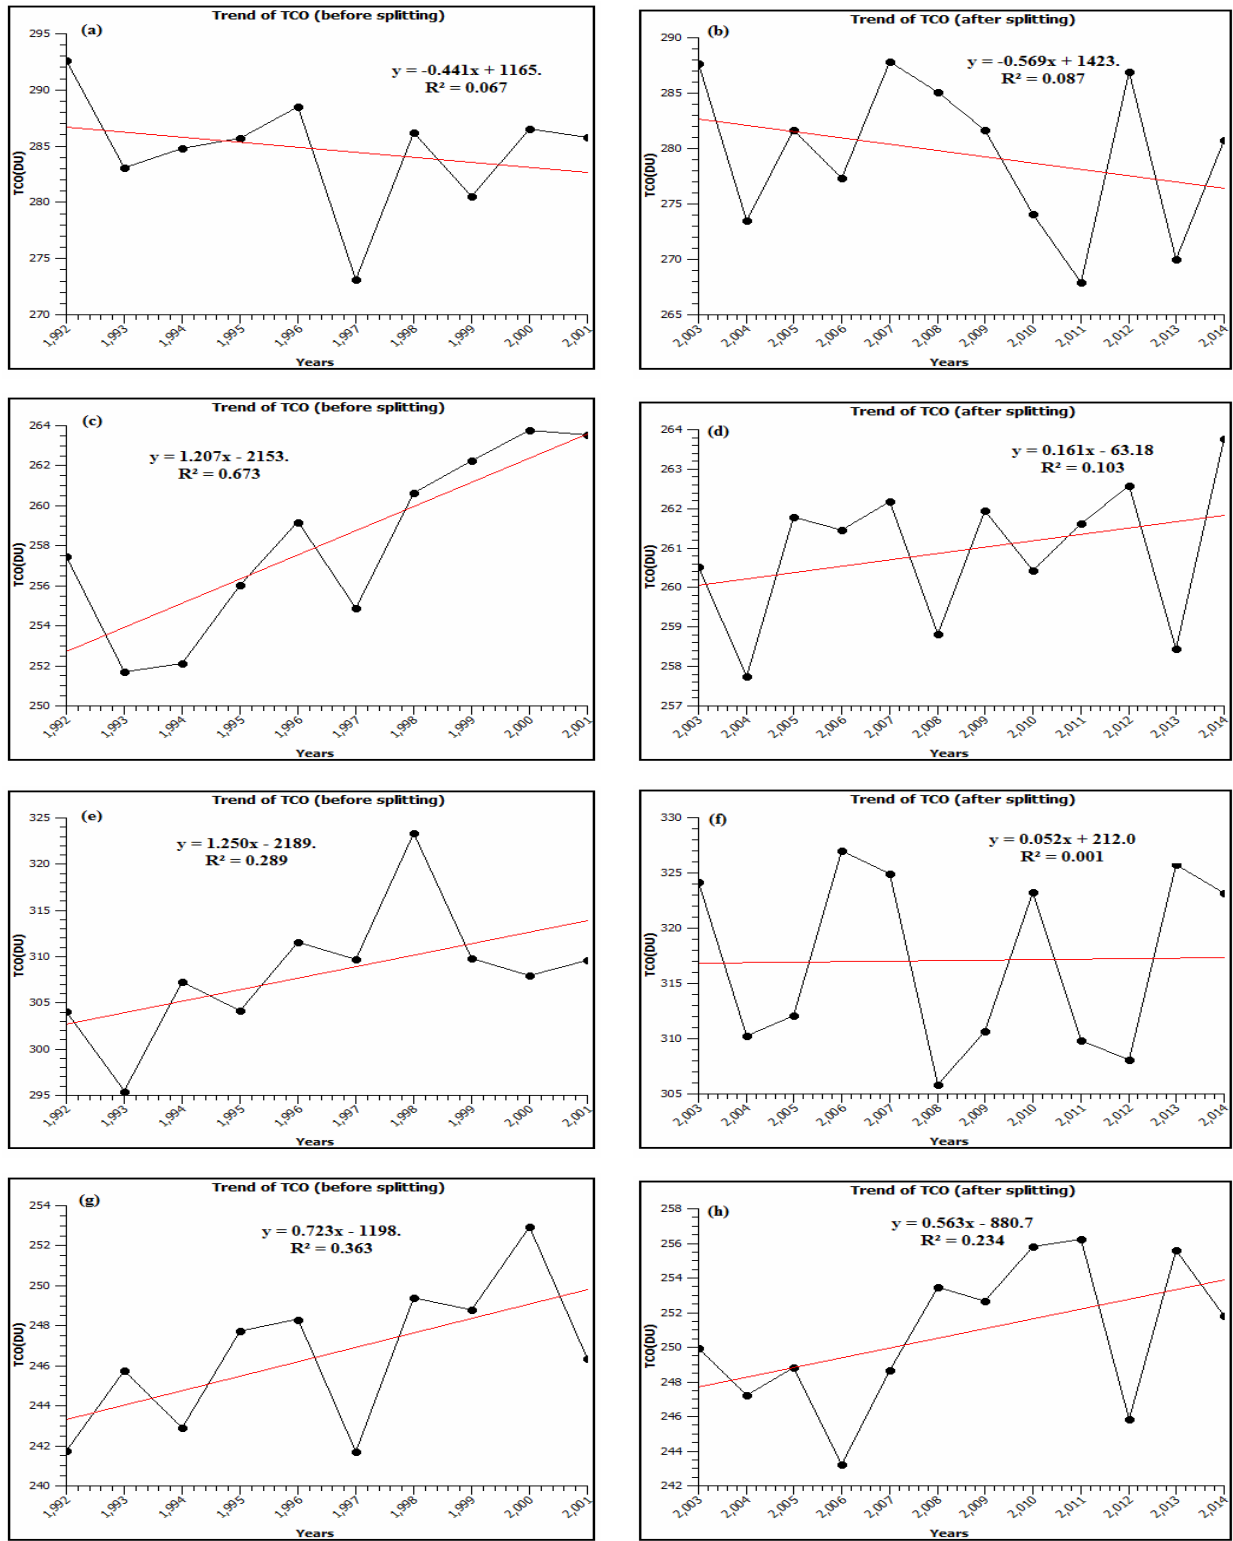 Trend of TCO (before splitting)
(a)
y = -0.441x + 1165.
R² = 0.067
295
290
285
280
275
270
TCO(DU)
1,992 1,993 1,994 1,995 1,996 1,997 1,998 1,999 2,000 2,001
Years
Trend of TCO (after splitting)
(b)
y = -0.569x + 1423.
R² = 0.087
290
285
280
275
270
265
TCO(DU)
2,003 2,004 2,005 2,006 2,007 2,008 2,009 2,010 2,011 2,012 2,013 2,014
Years
Trend of TCO (before splitting)
(c)
y = 1.207x - 2153.
R² = 0.673
264
262
260
258
256
254
252
250
TCO(DU)
1,992 1,993 1,994 1,995 1,996 1,997 1,998 1,999 2,000 2,001
Years
Trend of TCO (after splitting)
(d)
y = 0.161x - 63.18
R² = 0.103
264
263
262
261
260
259
258
257
TCO(DU)
2,003 2,004 2,005 2,006 2,007 2,008 2,009 2,010 2,011 2,012 2,013 2,014
Years
Trend of TCO (before splitting)
(e)
y = 1.250x - 2189.
R² = 0.289
325
320
315
310
305
300
295
TCO(DU)
1,992 1,993 1,994 1,995 1,996 1,997 1,998 1,999 2,000 2,001
Years
Trend of TCO (after splitting)
(f)
y = 0.052x + 212.0
R² = 0.001
330
325
320
315
310
305
TCO(DU)
2,003 2,004 2,005 2,006 2,007 2,008 2,009 2,010 2,011 2,012 2,013 2,014
Years
Trend of TCO (before splitting)
(g)
y = 0.723x - 1198.
R² = 0.363
254
252
250
248
246
244
242
240
TCO(DU)
1,992 1,993 1,994 1,995 1,996 1,997 1,998 1,999 2,000 2,001
Years
Trend of TCO (after splitting)
(h)
y = 0.563x - 880.7
R² = 0.234
258
256
254
252
250
248
246
244
242
TCO(DU)
2,003 2,004 2,005 2,006 2,007 2,008 2,009 2,010 2,011 2,012 2,013 2,014
Years